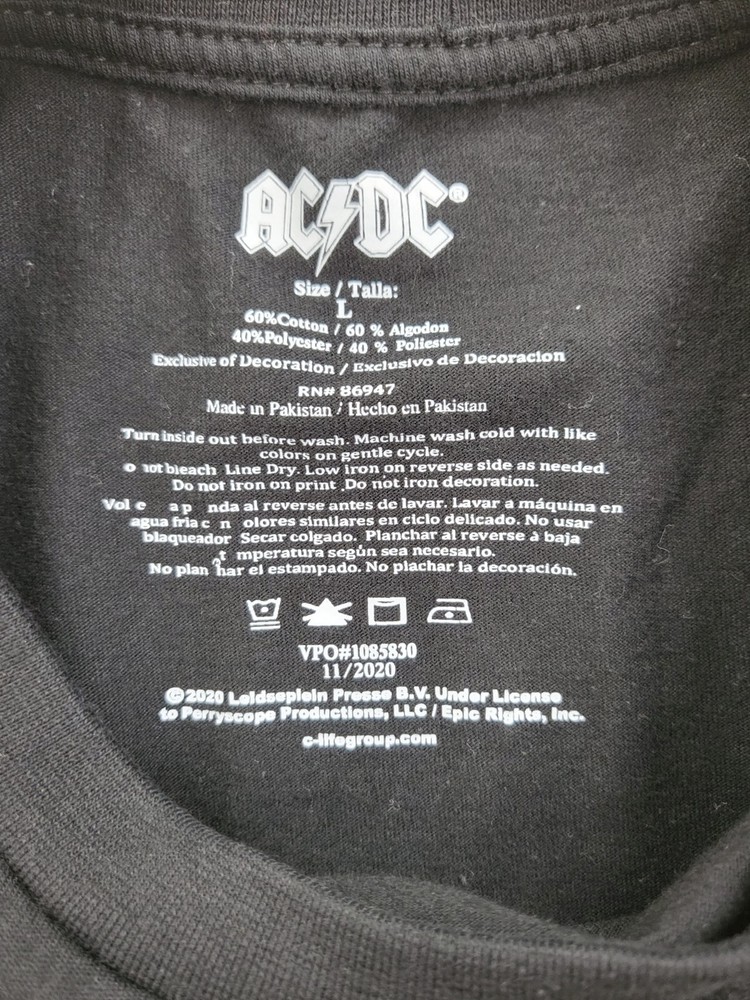 AC⚡DC®
Size / Talla:
L
60%Cotton / 60 % Algodon
40%Polyester / 40 % Poliester
Exclusive of Decoration / Exclusivo de Decoracion
RN# 86947
Made in Pakistan / Hecho en Pakistan
Turn inside out before wash. Machine wash cold with like
colors on gentle cycle.
bleach Line Dry. Low iron on reverse side as needed.
Do not iron on print .Do not iron decoration.
al reverse antes de lavar. Lavar a máquina en
agua fria olores similares en ciclo delicado. No usar
blaqueador Secar colgado. Planchar al reverse à baja
mperatura según sea necesario.
No el estampado. No plachar la decoración.
VPO#1085830
11/2020
©2020 Leidseplein Presse B.V. Under License
to Perryscope Productions, LLC / Epic Rights, Inc.
c-lifegroup.com